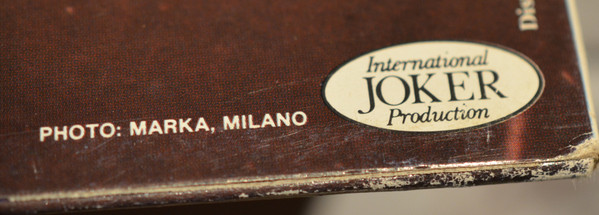 International
JOKER
Production
PHOTO: MARKA, MILANO